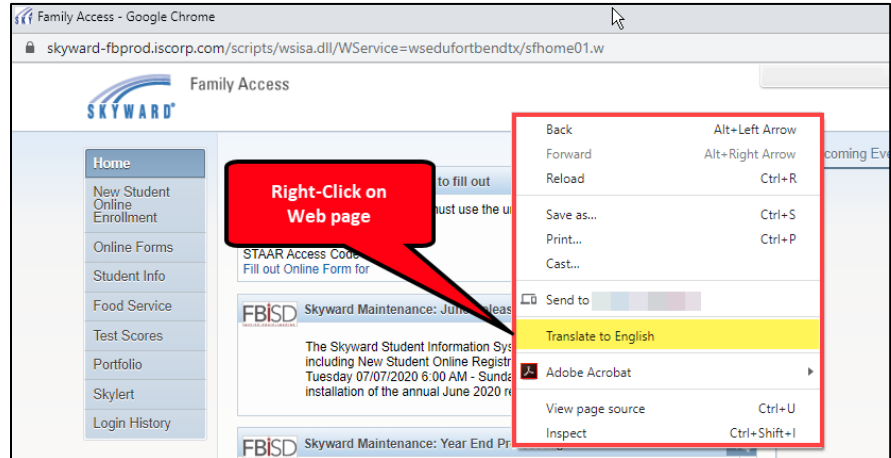 Family Access - Google Chrome
skyward-fbprod.iscorp.com/scripts/wsisa.dll/WService=wsedufortbendtx/sfhome01.w
SKYWARD
Family Access
Home
New Student
Online
Enrollment
Online Forms
Student Info
Food Service
Test Scores
Portfolio
Skylert
Login History
Right-Click on
Web page
to fill out
must use the
STAAR Access Code
Fill out Online Form for
FBISD
Skyward Maintenance: June
The Skyward Student Information
including New Student Online
Tuesday 07/07/2020 6:00 AM -
installation of the annual June 2020
FBISD
Skyward Maintenance: Year End
Back Alt+Left Arrow
Forward Alt+Right Arrow
Reload Ctrl+R
Save as... Ctrl+S
Print... Ctrl+P
Cast...
Send to
Translate to English
Adobe Acrobat
View page source Ctrl+U
Inspect Ctrl+Shift+I
coming